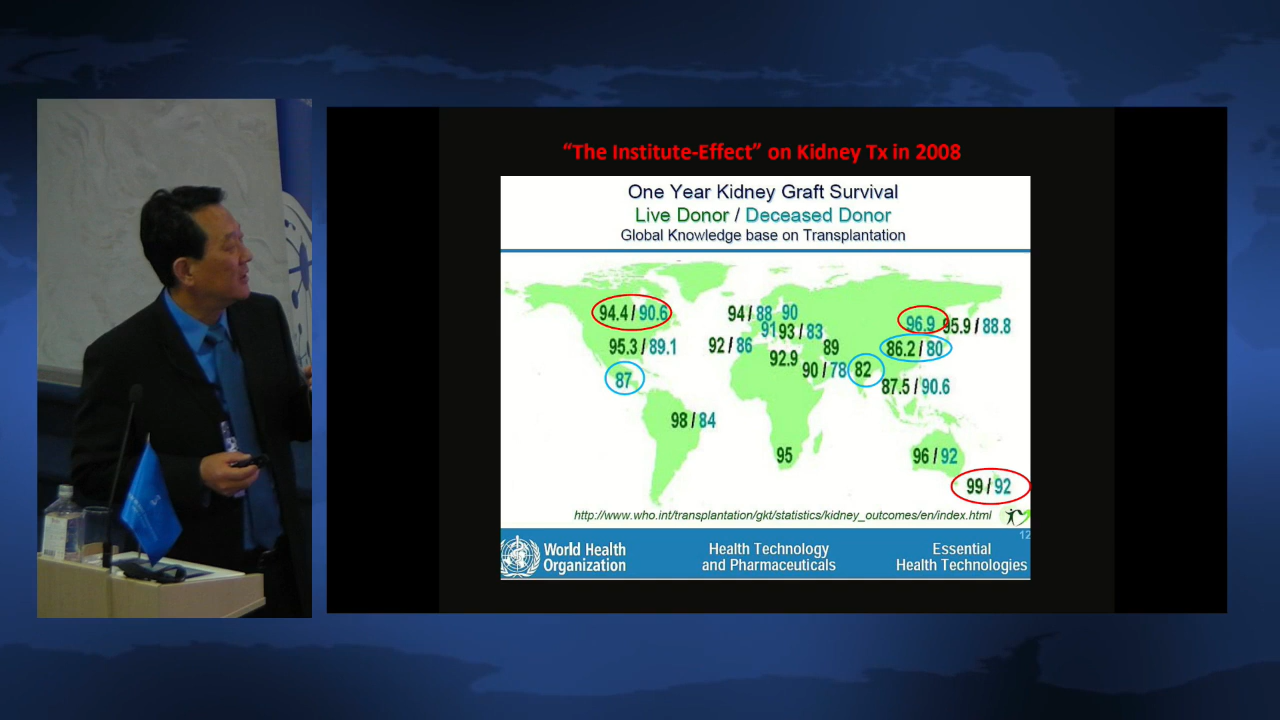 “The Institute-Effect” on Kidney Tx in 2008
One Year Kidney Graft Survival
Live Donor / Deceased Donor
Global Knowledge base on Transplantation
94.4 / 90.6
94 / 88
90
96.9
95.9 / 88.8
91
93 / 83
95.3 / 89.1
92 / 86
89
86.2 / 80
92.9
90 / 78
82
87
87.5 / 90.6
98 / 84
95
96 / 92
99 / 92
http://www.who.int/transplantation/gkt/statistics/kidney_outcomes/en/index.html
12
World Health
Organization
Health Technology
and Pharmaceuticals
Essential
Health Technologies